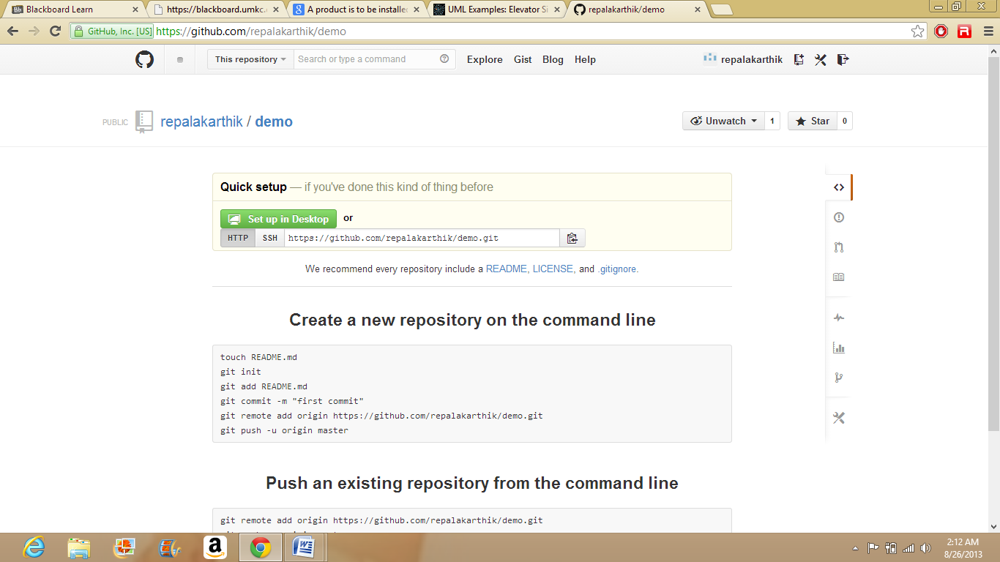 Bb Blackboard Learn
https://blackboard.umkc.
A product is to be installe
UML Examples: Elevator Si
repalakarthik/demo
GitHub, Inc. [US] https://github.com/repalakarthik/demo
This repository
Search or type a command
Explore
Gist
Blog
Help
repalakarthik
PUBLIC
repalakarthik / demo
Unwatch 1
Star 0
Quick setup — if you've done this kind of thing before
Set up in Desktop or
HTTP SSH https://github.com/repalakarthik/demo.git
We recommend every repository include a README, LICENSE, and .gitignore.
Create a new repository on the command line
touch README.md
git init
git add README.md
git commit -m "first commit"
git remote add origin https://github.com/repalakarthik/demo.git
git push -u origin master
Push an existing repository from the command line
git remote add origin https://github.com/repalakarthik/demo.git
2:12 AM
8/26/2013